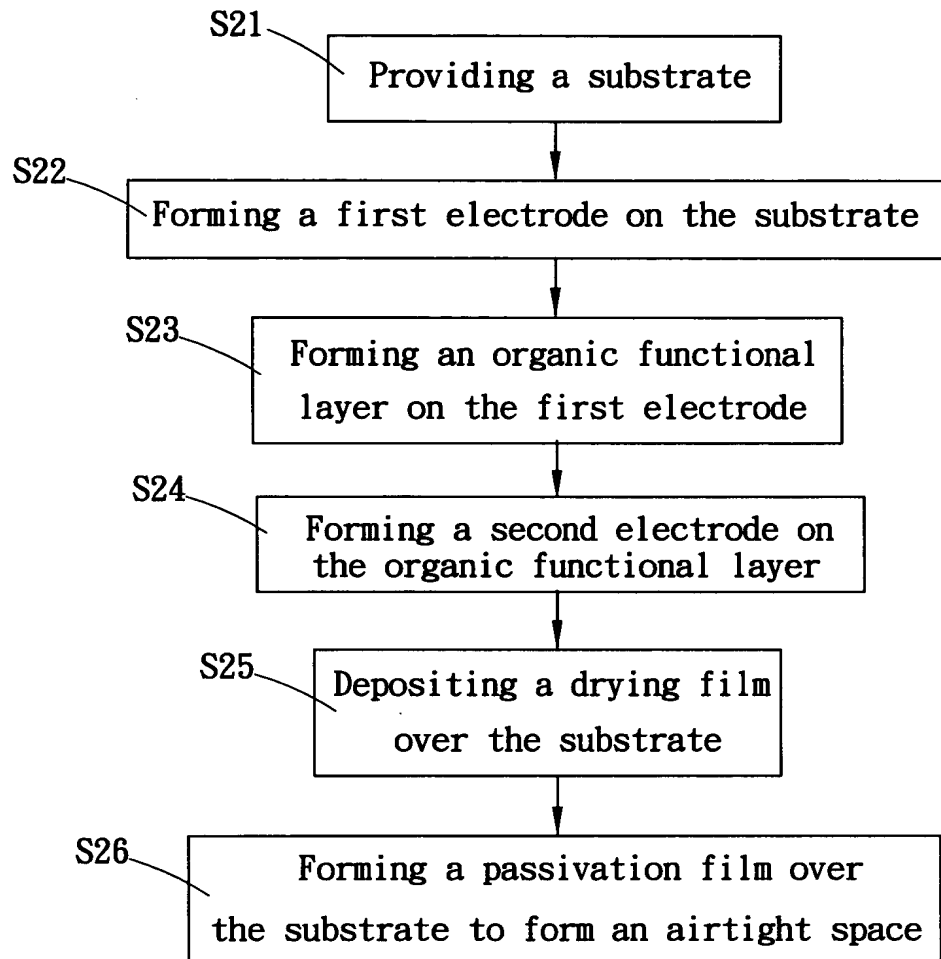 S21
Providing a substrate
S22
Forming a first electrode on the substrate
S23
Forming an organic functional
layer on the first electrode
S24
Forming a second electrode on
the organic functional layer
S25
Depositing a drying film
over the substrate
S26
Forming a passivation film over
the substrate to form an airtight space